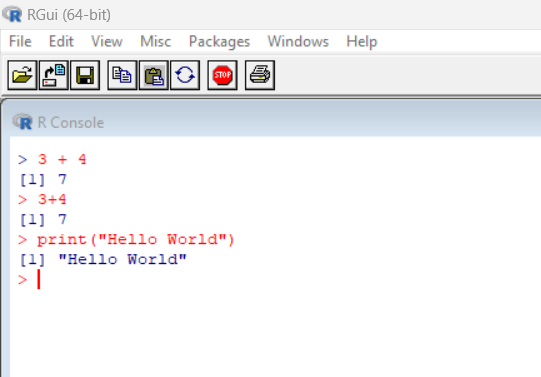 RGui (64-bit)
File Edit View Misc Packages Windows Help
STOP
R Console
> 3 + 4
[1] 7
> 3+4
[1] 7
> print("Hello World")
[1] "Hello World"
>